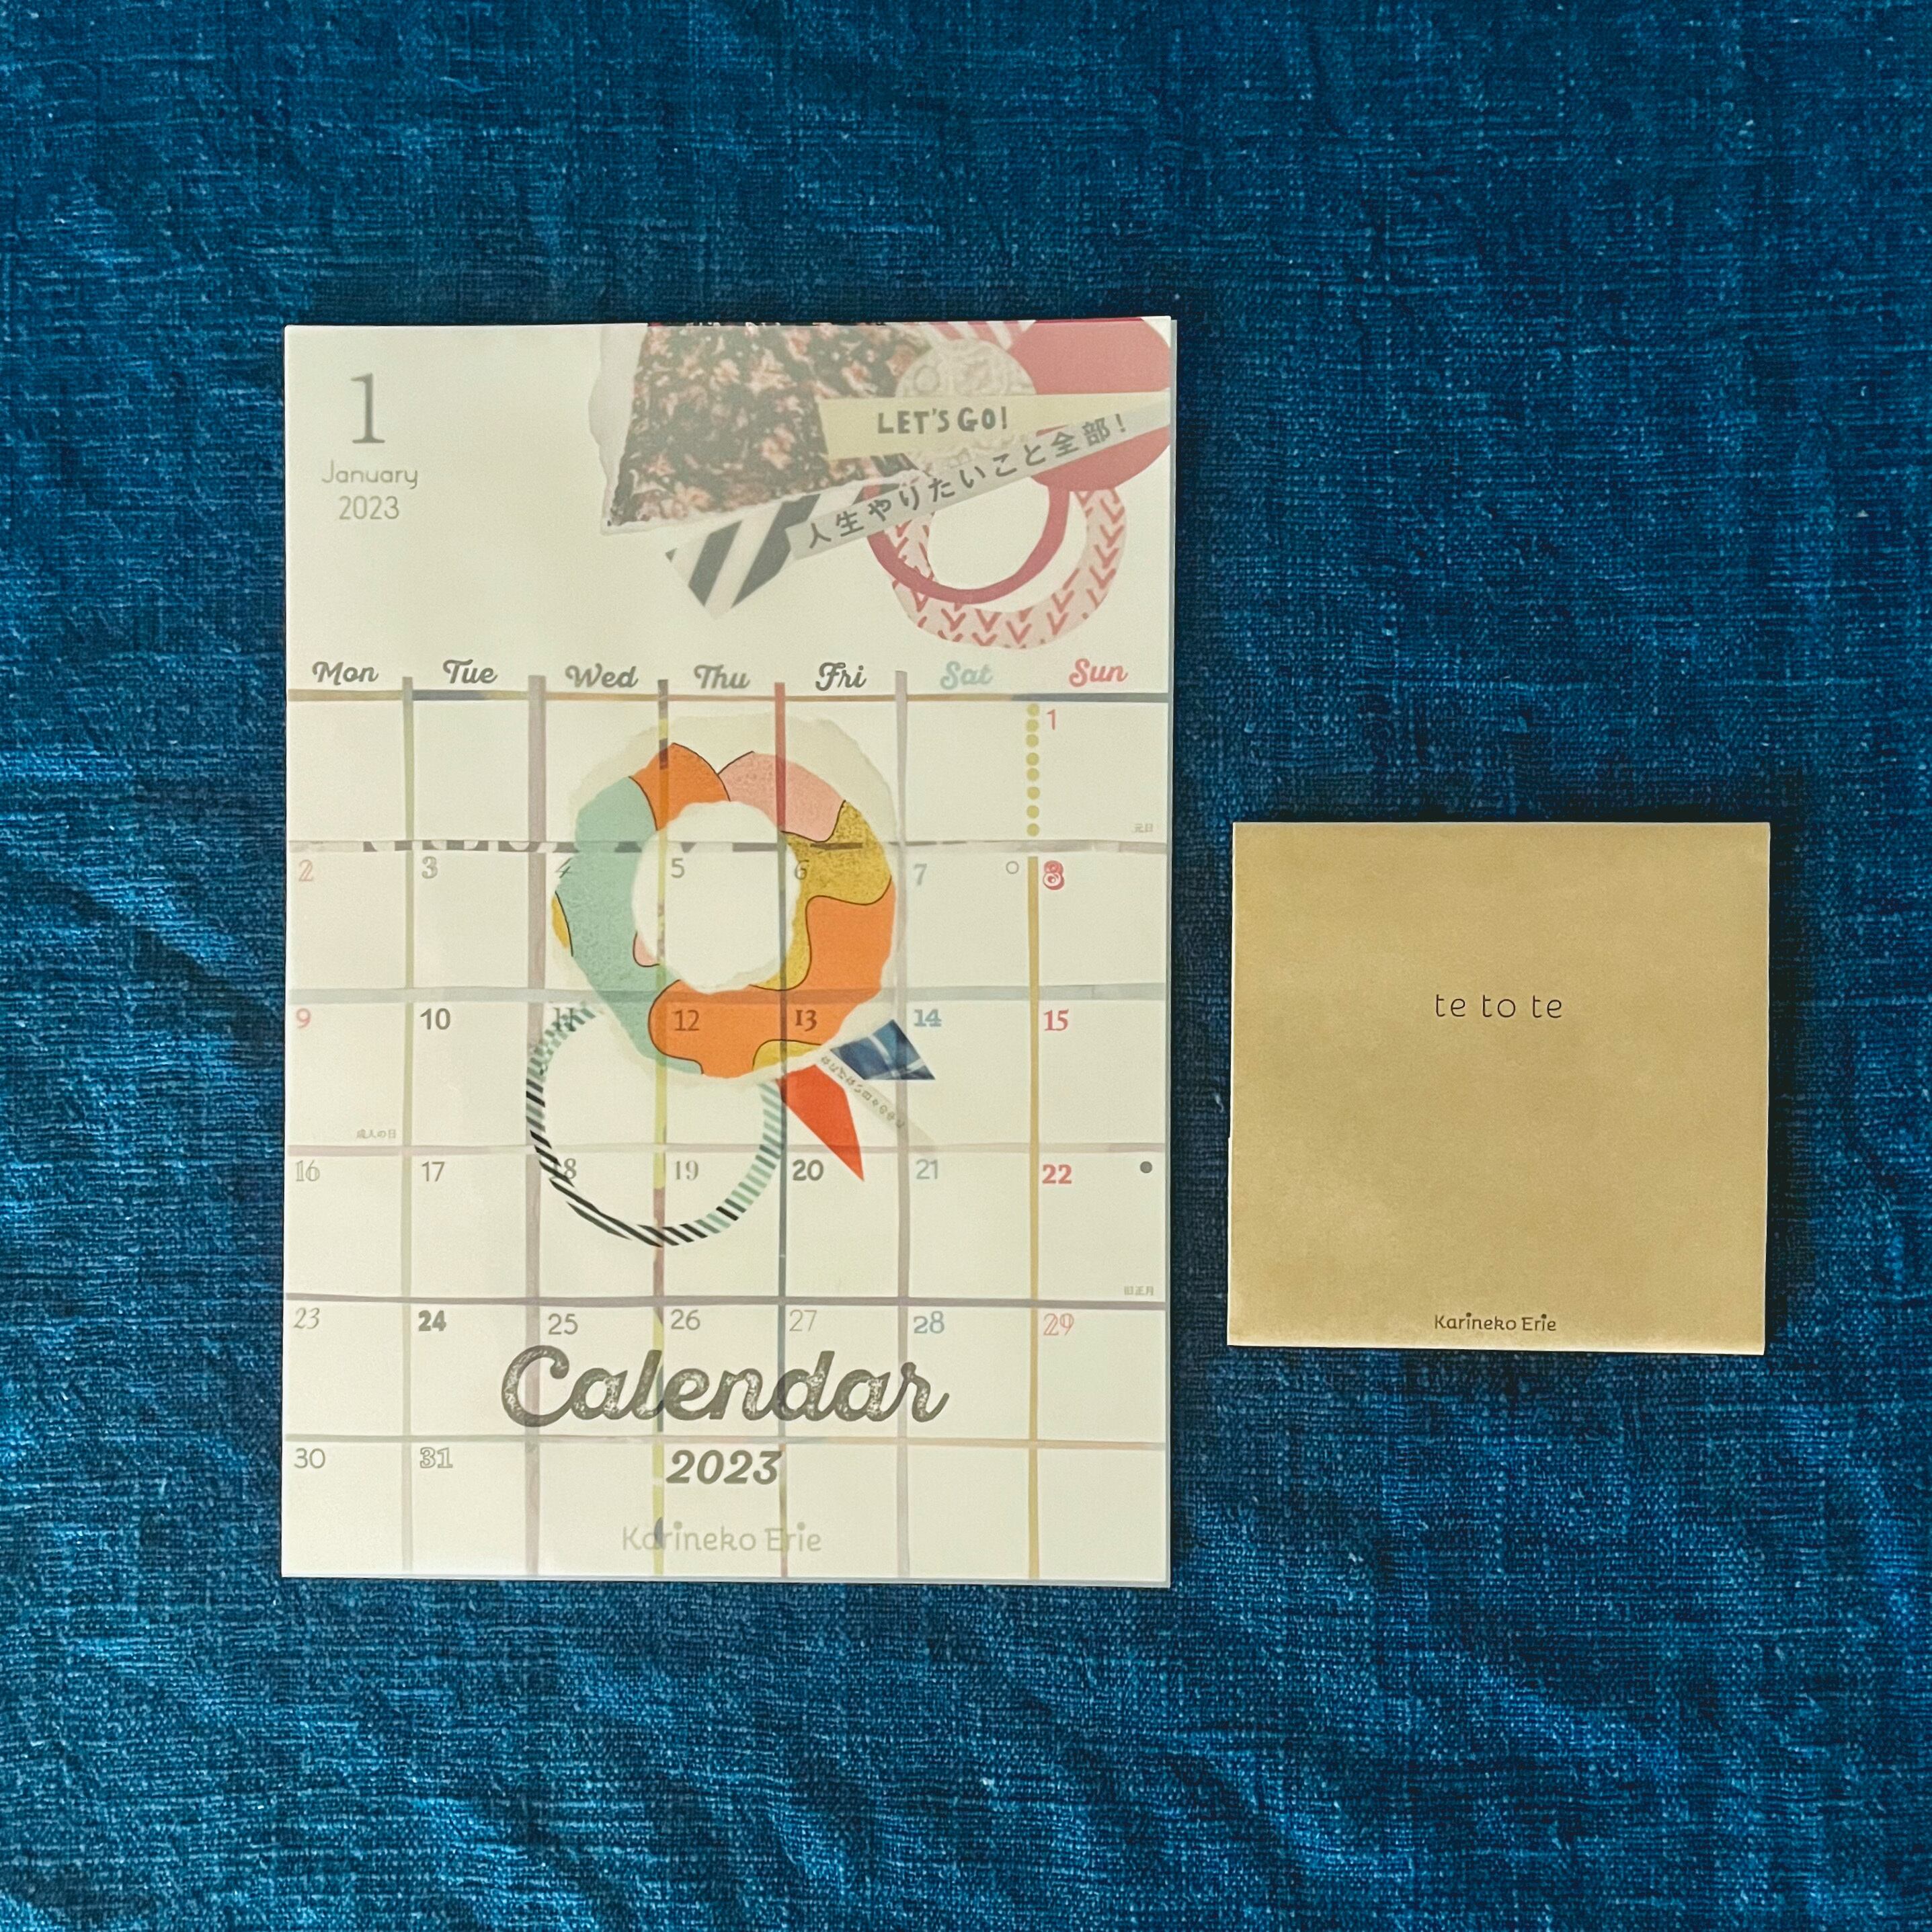 1
January
2023
LET'S GO!
人生やりたいこと全部!
Mon Tue Wed Thu Fri Sat Sun
1
元日
2 3 4 5 6 7 8
9 10 11 12 13 14 15
成人の日
16 17 18 19 20 21 22
旧正月
23 24 25 26 27 28 29
Calendar
30 31
2023
Karineko Erie
te to te
Karineko Erie